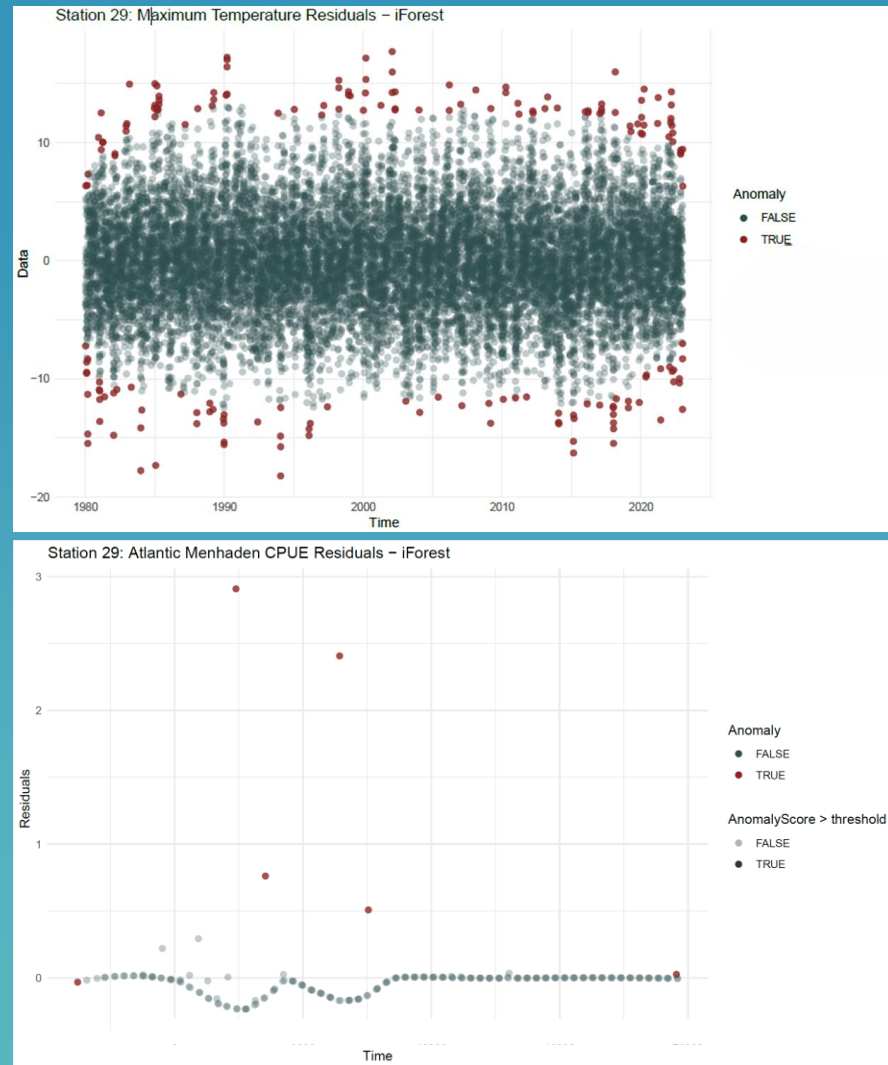 Station 29: Maximum Temperature Residuals − iForest
10
0
−10
−20
Data
1980
1990
2000
2010
2020
Time
Anomaly
FALSE
TRUE
Station 29: Atlantic Menhaden CPUE Residuals − iForest
3
2
1
0
Residuals
Time
Anomaly
FALSE
TRUE
AnomalyScore > threshold
FALSE
TRUE